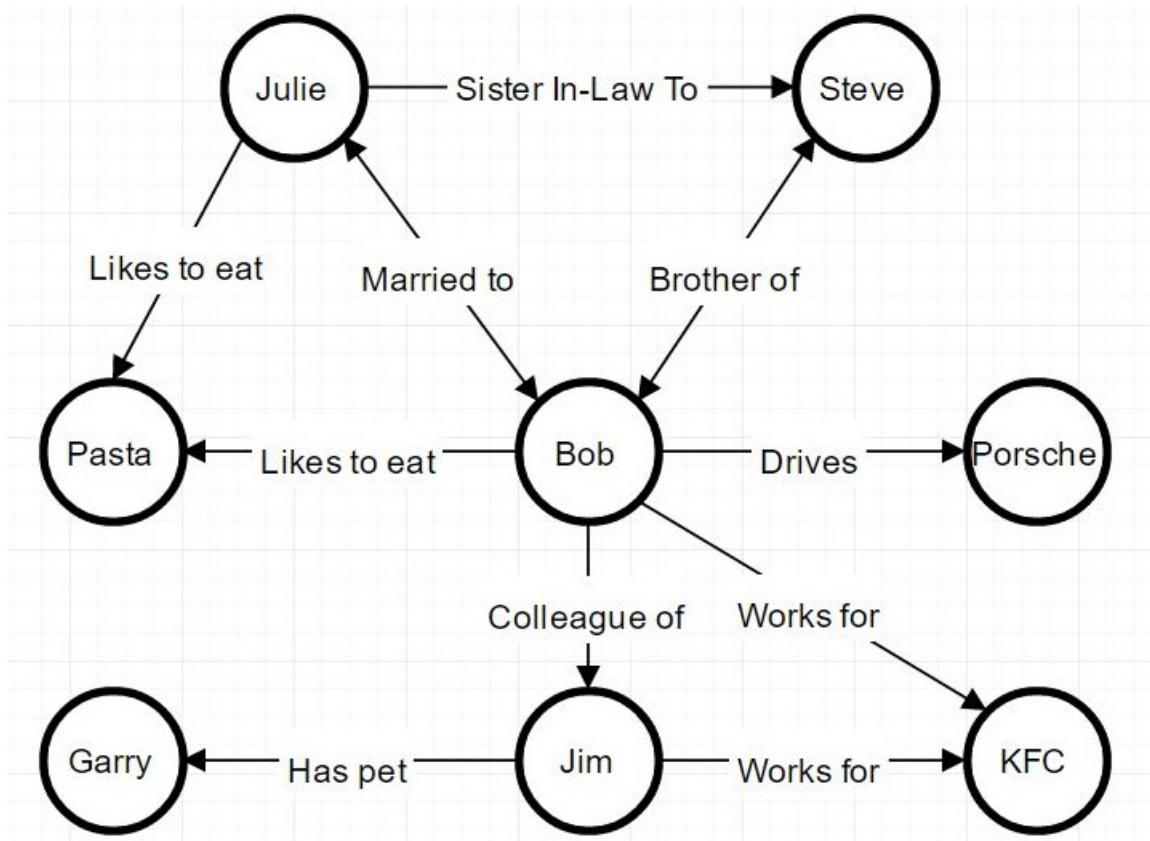 Julie
Sister In-Law To
Steve
Likes to eat
Married to
Brother of
Pasta
Likes to eat
Bob
Drives
Porsche
Colleague of
Works for
Garry
Has pet
Jim
Works for
KFC